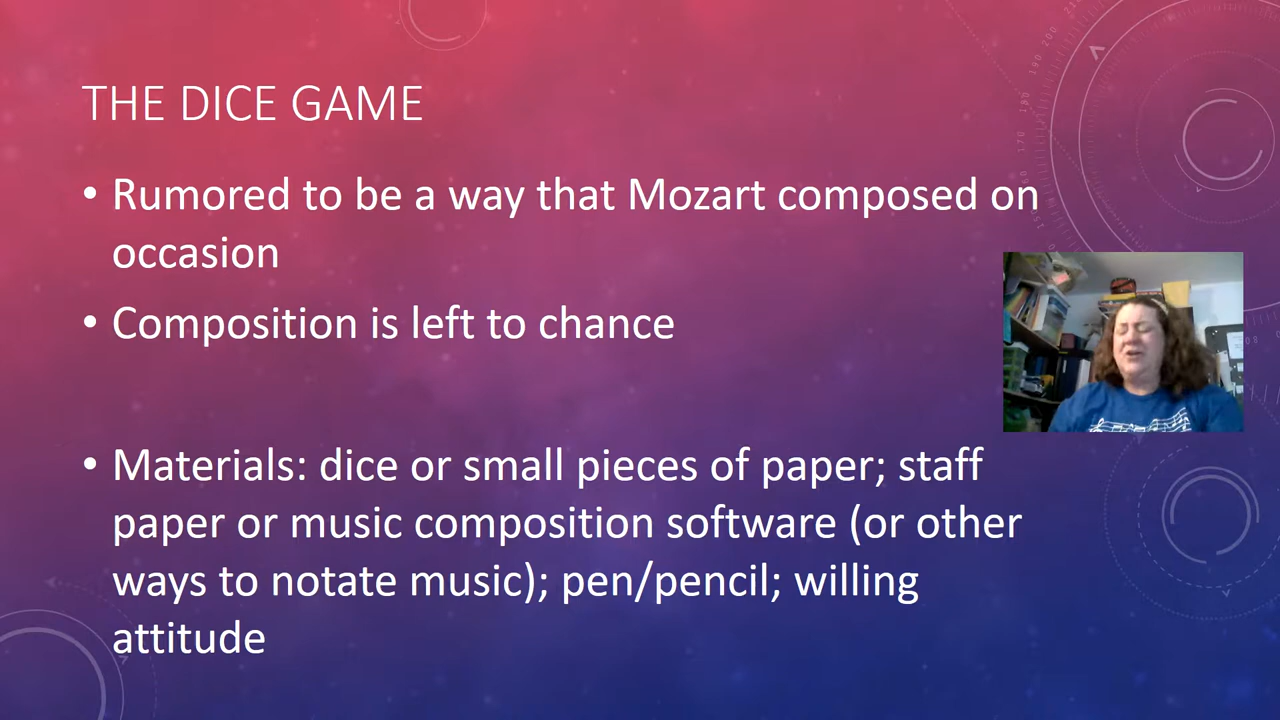 THE DICE GAME
• Rumored to be a way that Mozart composed on
occasion
• Composition is left to chance
• Materials: dice or small pieces of paper; staff
paper or music composition software (or other
ways to notate music); pen/pencil; willing
attitude